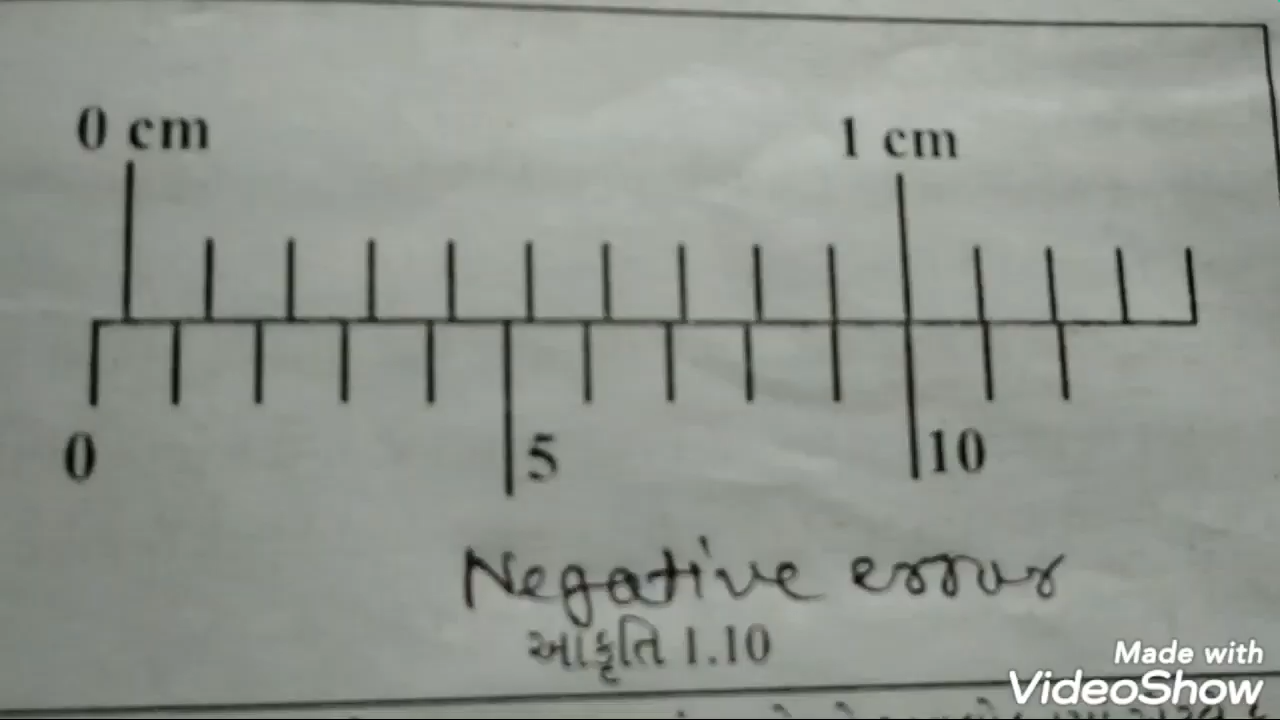 0 cm 1 cm
0 5 10
Negative error
આકૃતિ 1.10
Made with
VideoShow